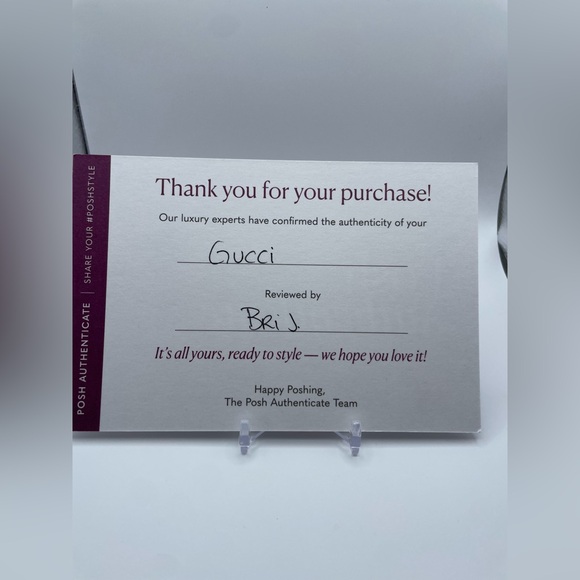 Thank you for your purchase!
Our luxury experts have confirmed the authenticity of your
Gucci
Reviewed by
Bri J.
It's all yours, ready to style — we hope you love it!
Happy Poshing,
The Posh Authenticate Team
POSH AUTHENTICATE | SHARE YOUR #POSHSTYLE